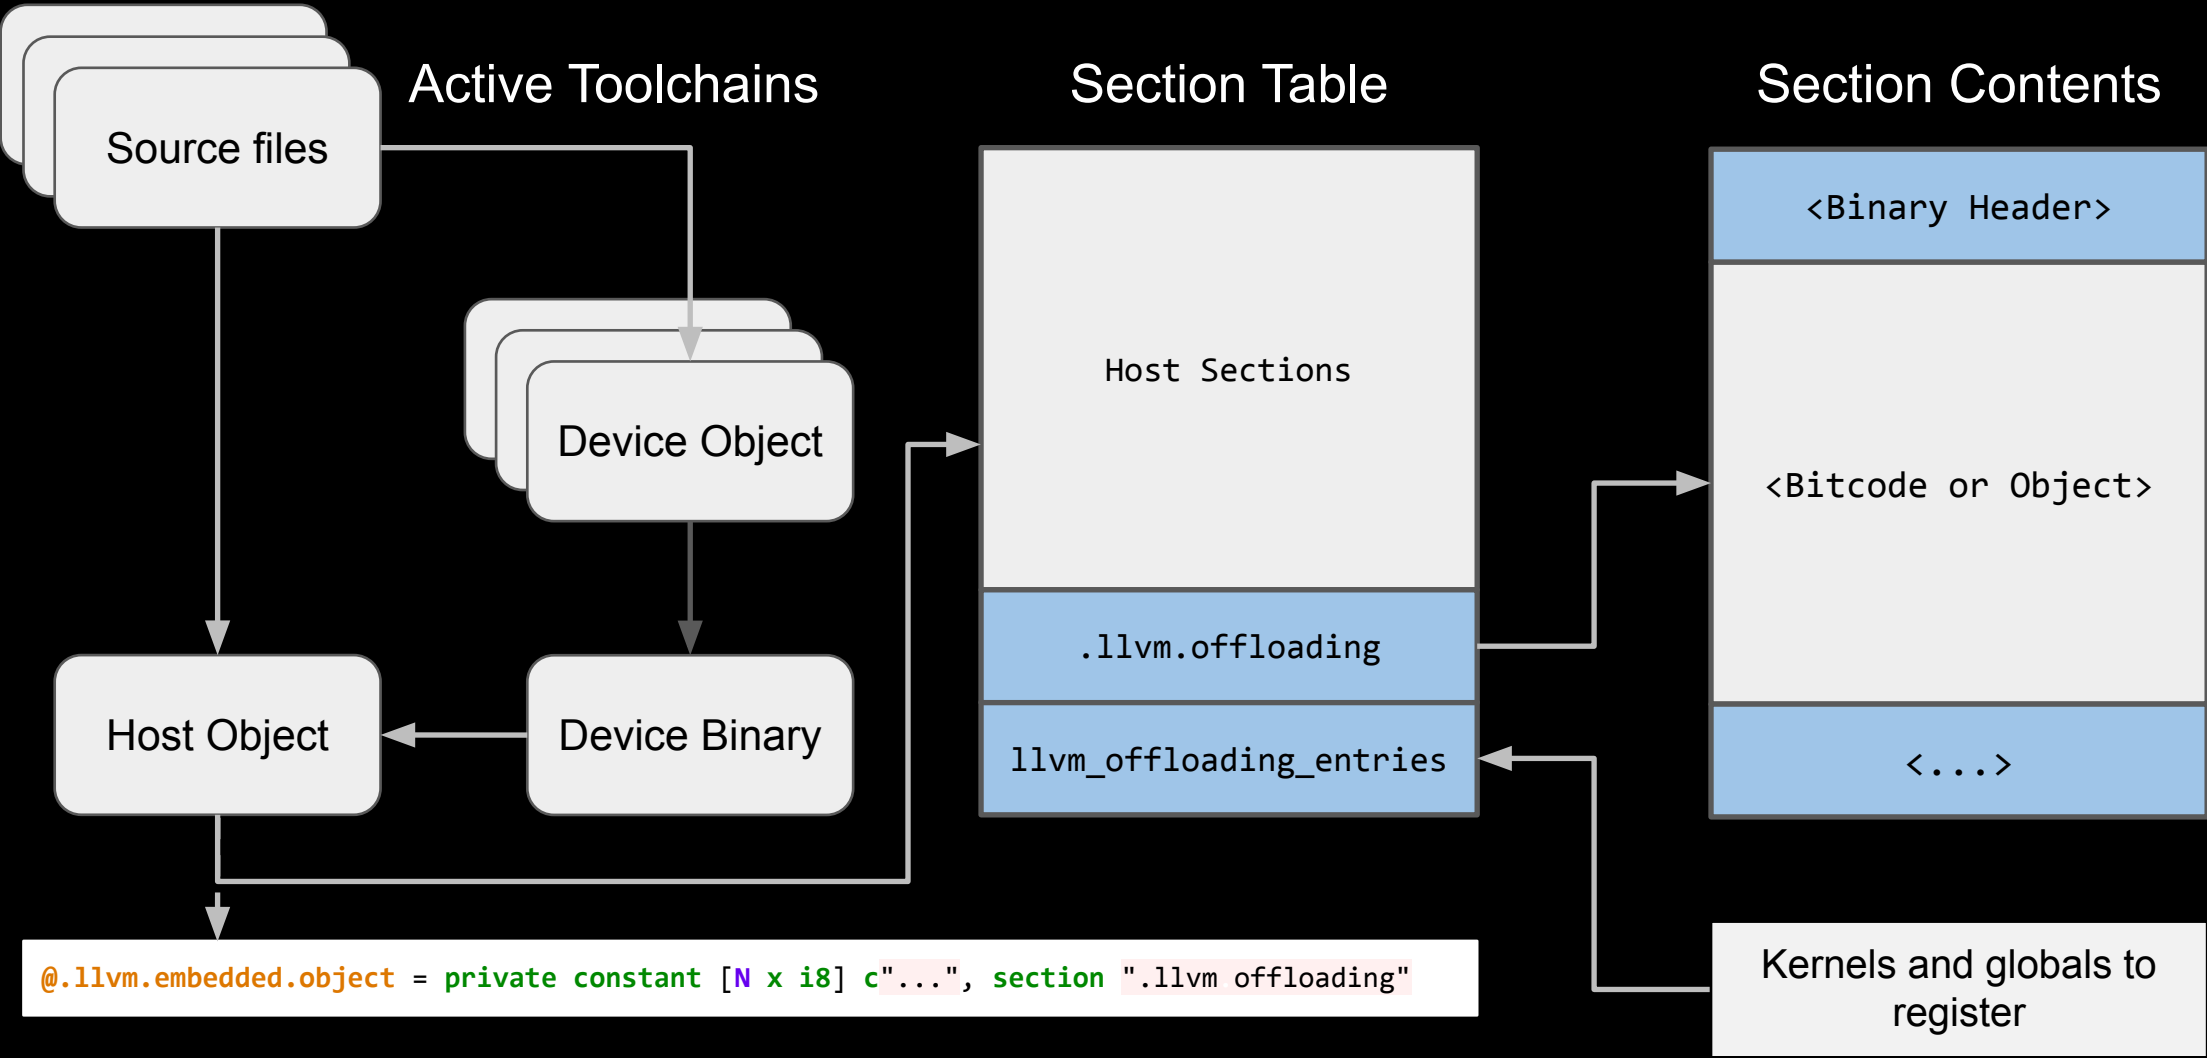 Active Toolchains
Section Table
Section Contents
Source files
<Binary Header>
Host Sections
Device Object
<Bitcode or Object>
.llvm.offloading
Host Object
Device Binary
llvm_offloading_entries
<...>
@.llvm.embedded.object = private constant [N x i8] c"...", section ".llvm offloading"
Kernels and globals to
register